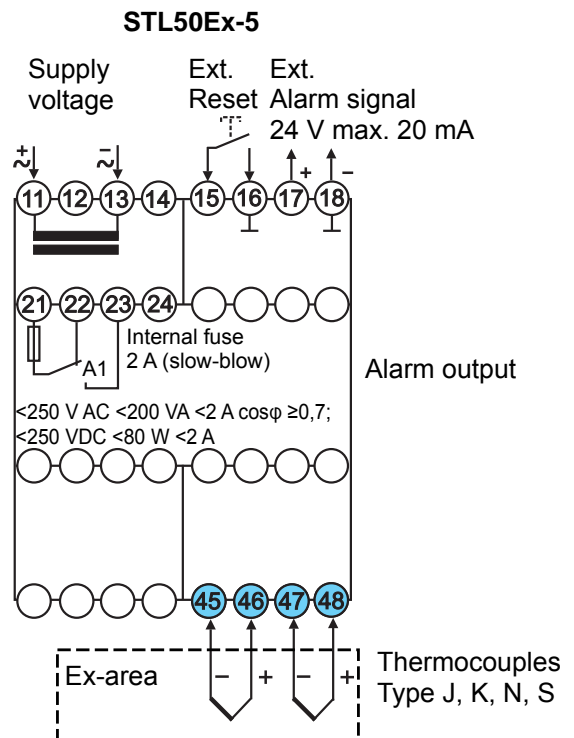 STL50Ex-5
Supply
voltage
Ext.
Reset
Ext.
Alarm signal
24 V max. 20 mA
+
~
−
~
+
−
11 12 13 14 15 16 17 18
21 22 23 24
A1
Internal fuse
2 A (slow-blow)
Alarm output
<250 V AC <200 VA <2 A cosφ ≥0,7;
<250 VDC <80 W <2 A
45 46 47 48
Ex-area
− + − +
Thermocouples
Type J, K, N, S